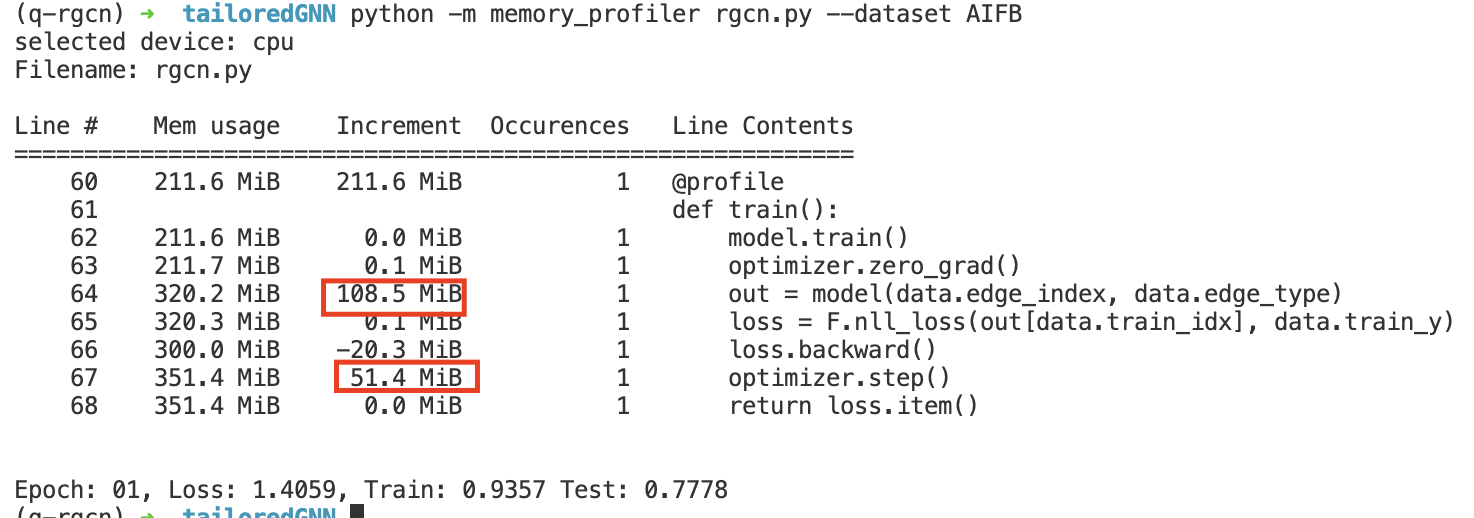 (q-rgcn) ➜  tailoredGNN python -m memory_profiler rgcn.py --dataset AIFB
selected device: cpu
Filename: rgcn.py
Line #    Mem usage    Increment  Occurences   Line Contents
============================================================
    60    211.6 MiB    211.6 MiB           1   @profile
    61                                         def train():
    62    211.6 MiB      0.0 MiB           1       model.train()
    63    211.7 MiB      0.1 MiB           1       optimizer.zero_grad()
    64    320.2 MiB    108.5 MiB           1       out = model(data.edge_index, data.edge_type)
    65    320.3 MiB      0.1 MiB           1       loss = F.nll_loss(out[data.train_idx], data.train_y)
    66    300.0 MiB    -20.3 MiB           1       loss.backward()
    67    351.4 MiB     51.4 MiB           1       optimizer.step()
    68    351.4 MiB      0.0 MiB           1       return loss.item()
Epoch: 01, Loss: 1.4059, Train: 0.9357 Test: 0.7778
(q-rgcn) ➜  tailoredGNN